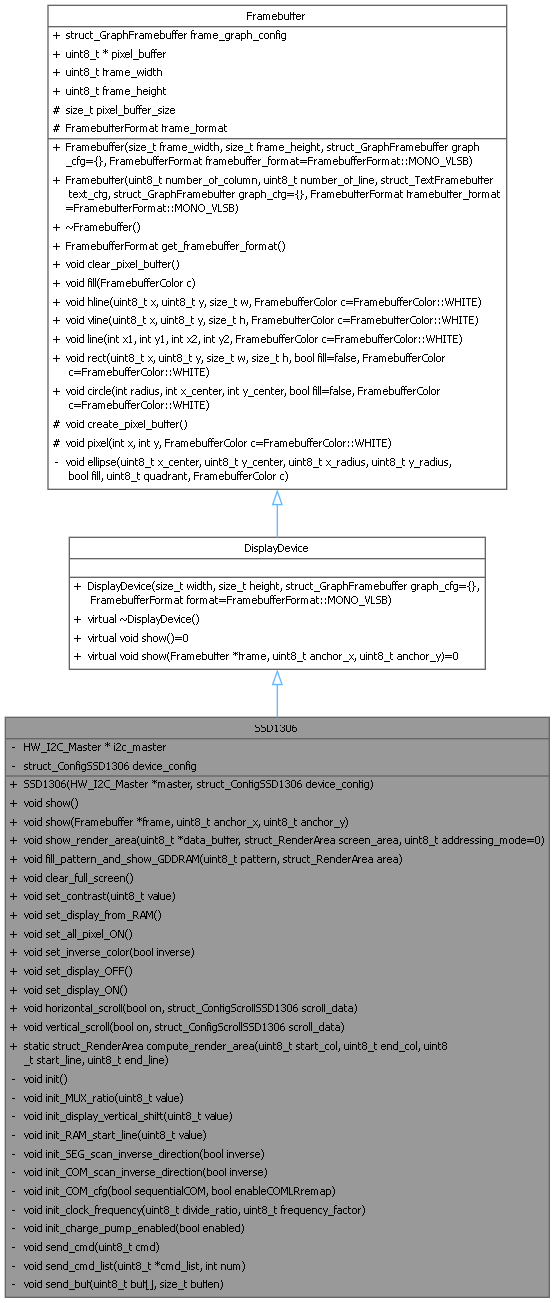 Framebuffer
+ struct_GraphFramebuffer frame_graph_config
+ uint8_t * pixel_buffer
+ uint8_t frame_width
+ uint8_t frame_height
# size_t pixel_buffer_size
# FramebufferFormat frame_format
+ Framebuffer(size_t frame_width, size_t frame_height, struct_GraphFramebuffer graph
_cfg={}, FramebufferFormat framebuffer_format=FramebufferFormat::MONO_VLSB)
+ Framebuffer(uint8_t number_of_column, uint8_t number_of_line, struct_TextFramebuffer
text_cfg, struct_GraphFramebuffer graph_cfg={}, FramebufferFormat framebuffer_format
=FramebufferFormat::MONO_VLSB)
+ ~Framebuffer()
+ FramebufferFormat get_framebuffer_format()
+ void clear_pixel_buffer()
+ void fill(FramebufferColor c)
+ void hline(uint8_t x, uint8_t y, size_t w, FramebufferColor c=FramebufferColor::WHITE)
+ void vline(uint8_t x, uint8_t y, size_t h, FramebufferColor c=FramebufferColor::WHITE)
+ void line(int x1, int y1, int x2, int y2, FramebufferColor c=FramebufferColor::WHITE)
+ void rect(uint8_t x, uint8_t y, size_t w, size_t h, bool fill=false, FramebufferColor
c=FramebufferColor::WHITE)
+ void circle(int radius, int x_center, int y_center, bool fill=false, FramebufferColor
c=FramebufferColor::WHITE)
# void create_pixel_buffer()
# void pixel(int x, int y, FramebufferColor c=FramebufferColor::WHITE)
- void ellipse(uint8_t x_center, uint8_t y_center, uint8_t x_radius, uint8_t y_radius,
bool fill, uint8_t quadrant, FramebufferColor c)
DisplayDevice
+ DisplayDevice(size_t width, size_t height, struct_GraphFramebuffer graph_cfg={},
FramebufferFormat format=FramebufferFormat::MONO_VLSB)
+ virtual ~DisplayDevice()
+ virtual void show()=0
+ virtual void show(Framebuffer *frame, uint8_t anchor_x, uint8_t anchor_y)=0
SSD1306
- HW_I2C_Master * i2c_master
- struct_ConfigSSD1306 device_config
+ SSD1306(HW_I2C_Master *master, struct_ConfigSSD1306 device_config)
+ void show()
+ void show(Framebuffer *frame, uint8_t anchor_x, uint8_t anchor_y)
+ void show_render_area(uint8_t *data_buffer, struct_RenderArea screen_area, uint8_t addressing_mode=0)
+ void fill_pattern_and_show_GDDRAM(uint8_t pattern, struct_RenderArea area)
+ void clear_full_screen()
+ void set_contrast(uint8_t value)
+ void set_display_from_RAM()
+ void set_all_pixel_ON()
+ void set_inverse_color(bool inverse)
+ void set_display_OFF()
+ void set_display_ON()
+ void horizontal_scroll(bool on, struct_ConfigScrollSSD1306 scroll_data)
+ void vertical_scroll(bool on, struct_ConfigScrollSSD1306 scroll_data)
+ static struct_RenderArea compute_render_area(uint8_t start_col, uint8_t end_col, uint8
_t start_line, uint8_t end_line)
- void init()
- void init_MUX_ratio(uint8_t value)
- void init_display_vertical_shift(uint8_t value)
- void init_RAM_start_line(uint8_t value)
- void init_SEG_scan_inverse_direction(bool inverse)
- void init_COM_scan_inverse_direction(bool inverse)
- void init_COM_cfg(bool sequentialCOM, bool enableCOMLRremap)
- void init_clock_frequency(uint8_t divide_ratio, uint8_t frequency_factor)
- void init_charge_pump_enabled(bool enabled)
- void send_cmd(uint8_t cmd)
- void send_cmd_list(uint8_t *cmd_list, int num)
- void send_buf(uint8_t buf[], size_t buflen)